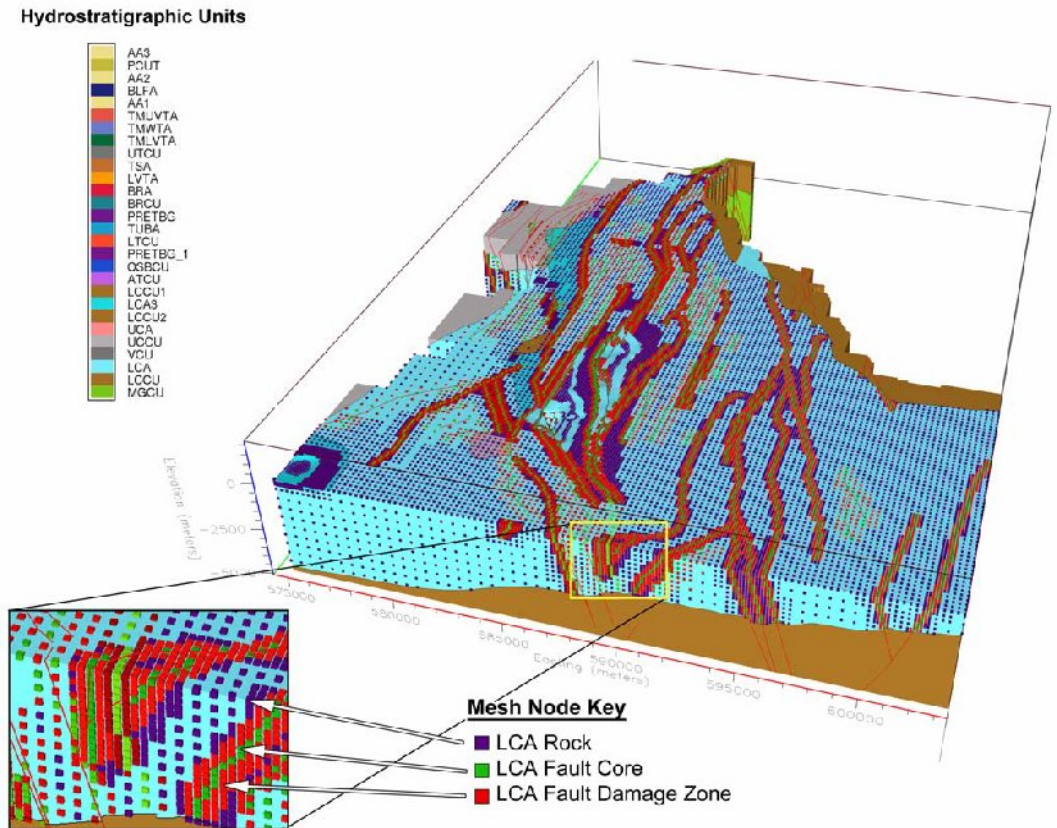 Hydrostratigraphic Units
AA3
PCUT
AA2
BLFA
AA1
TMUVTA
TMWTA
TMLVTA
UTCU
TSA
LVTA
BRA
BRCU
PRETBG
TUBA
LTCU
PRETBG_1
OSBCU
ATCU
LCCU1
LCA3
LCCU2
UCA
UCCU
VCU
LCA
LCCU
MGCU
Elevation (meters)
0
-2500
575000
580000
585000
590000
595000
600000
Easting (meters)
Mesh Node Key
LCA Rock
LCA Fault Core
LCA Fault Damage Zone